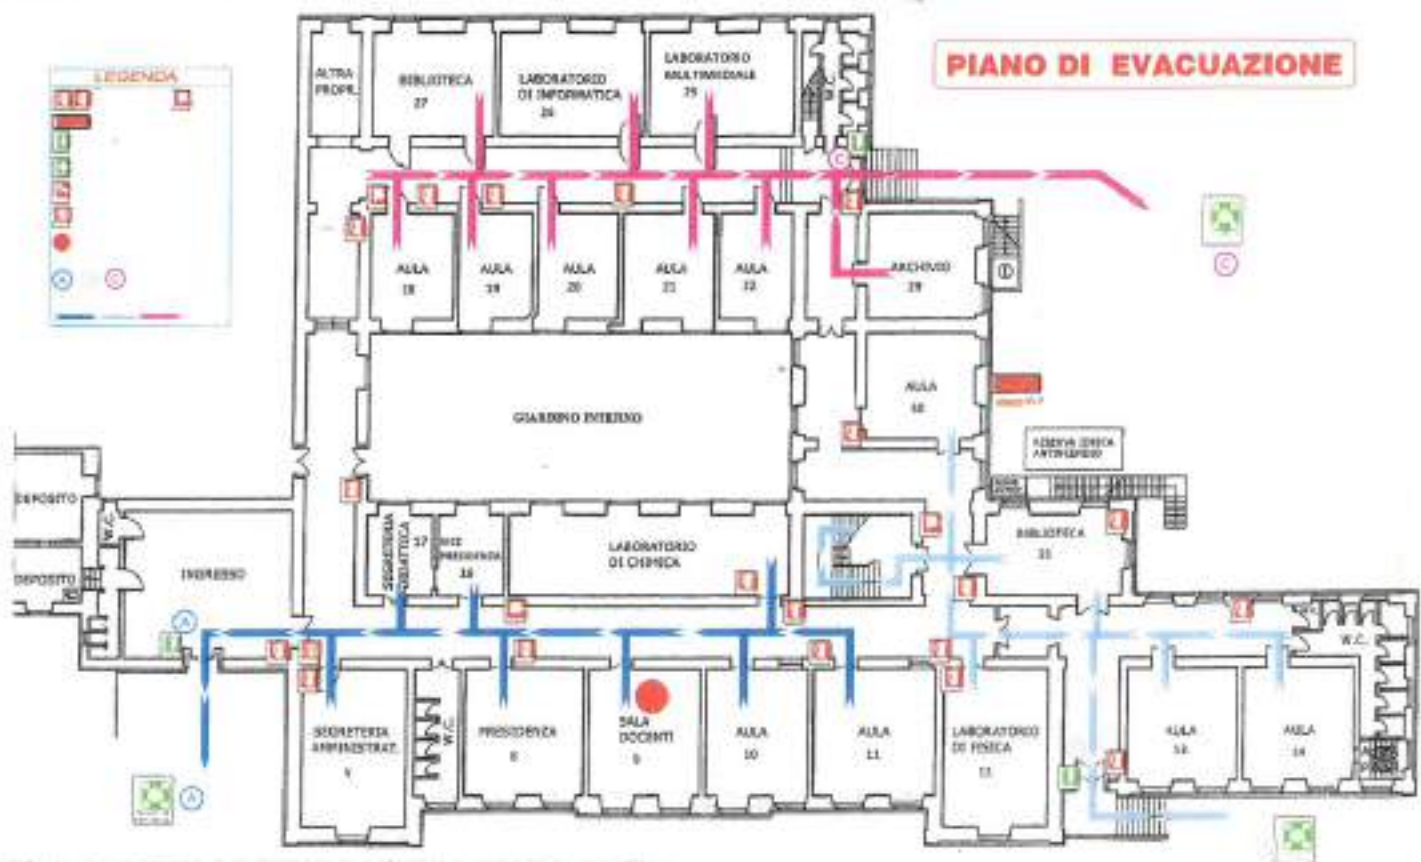 PIANO DI EVACUAZIONE
LEGENDA
A
C
ALTRA
PROPR.
BIBLIOTECA
27
LABORATORIO
DI INFORMATICA
26
LABORATORIO
MULTIMEDIALE
25
C
C
AULA
18
AULA
19
AULA
20
AULA
21
AULA
22
ARCHIVIO
29
AULA
GIARDINO INTERNO
RISERVA IDRICA
ANTINCENDIO
DEPOSITO
W.C.
DEPOSITO
INGRESSO
SEGRETERIA
DIDATTICA
17
VICE
PRESIDENZA
16
LABORATORIO
DI CHIMICA
BIBLIOTECA
A
W.C.
SEGRETERIA
AMMINISTRAT.
W.C.
PRESIDENZA
8
SALA
DOCENTI
9
AULA
10
AULA
11
LABORATORIO
DI FISICA
AULA
AULA
14
A